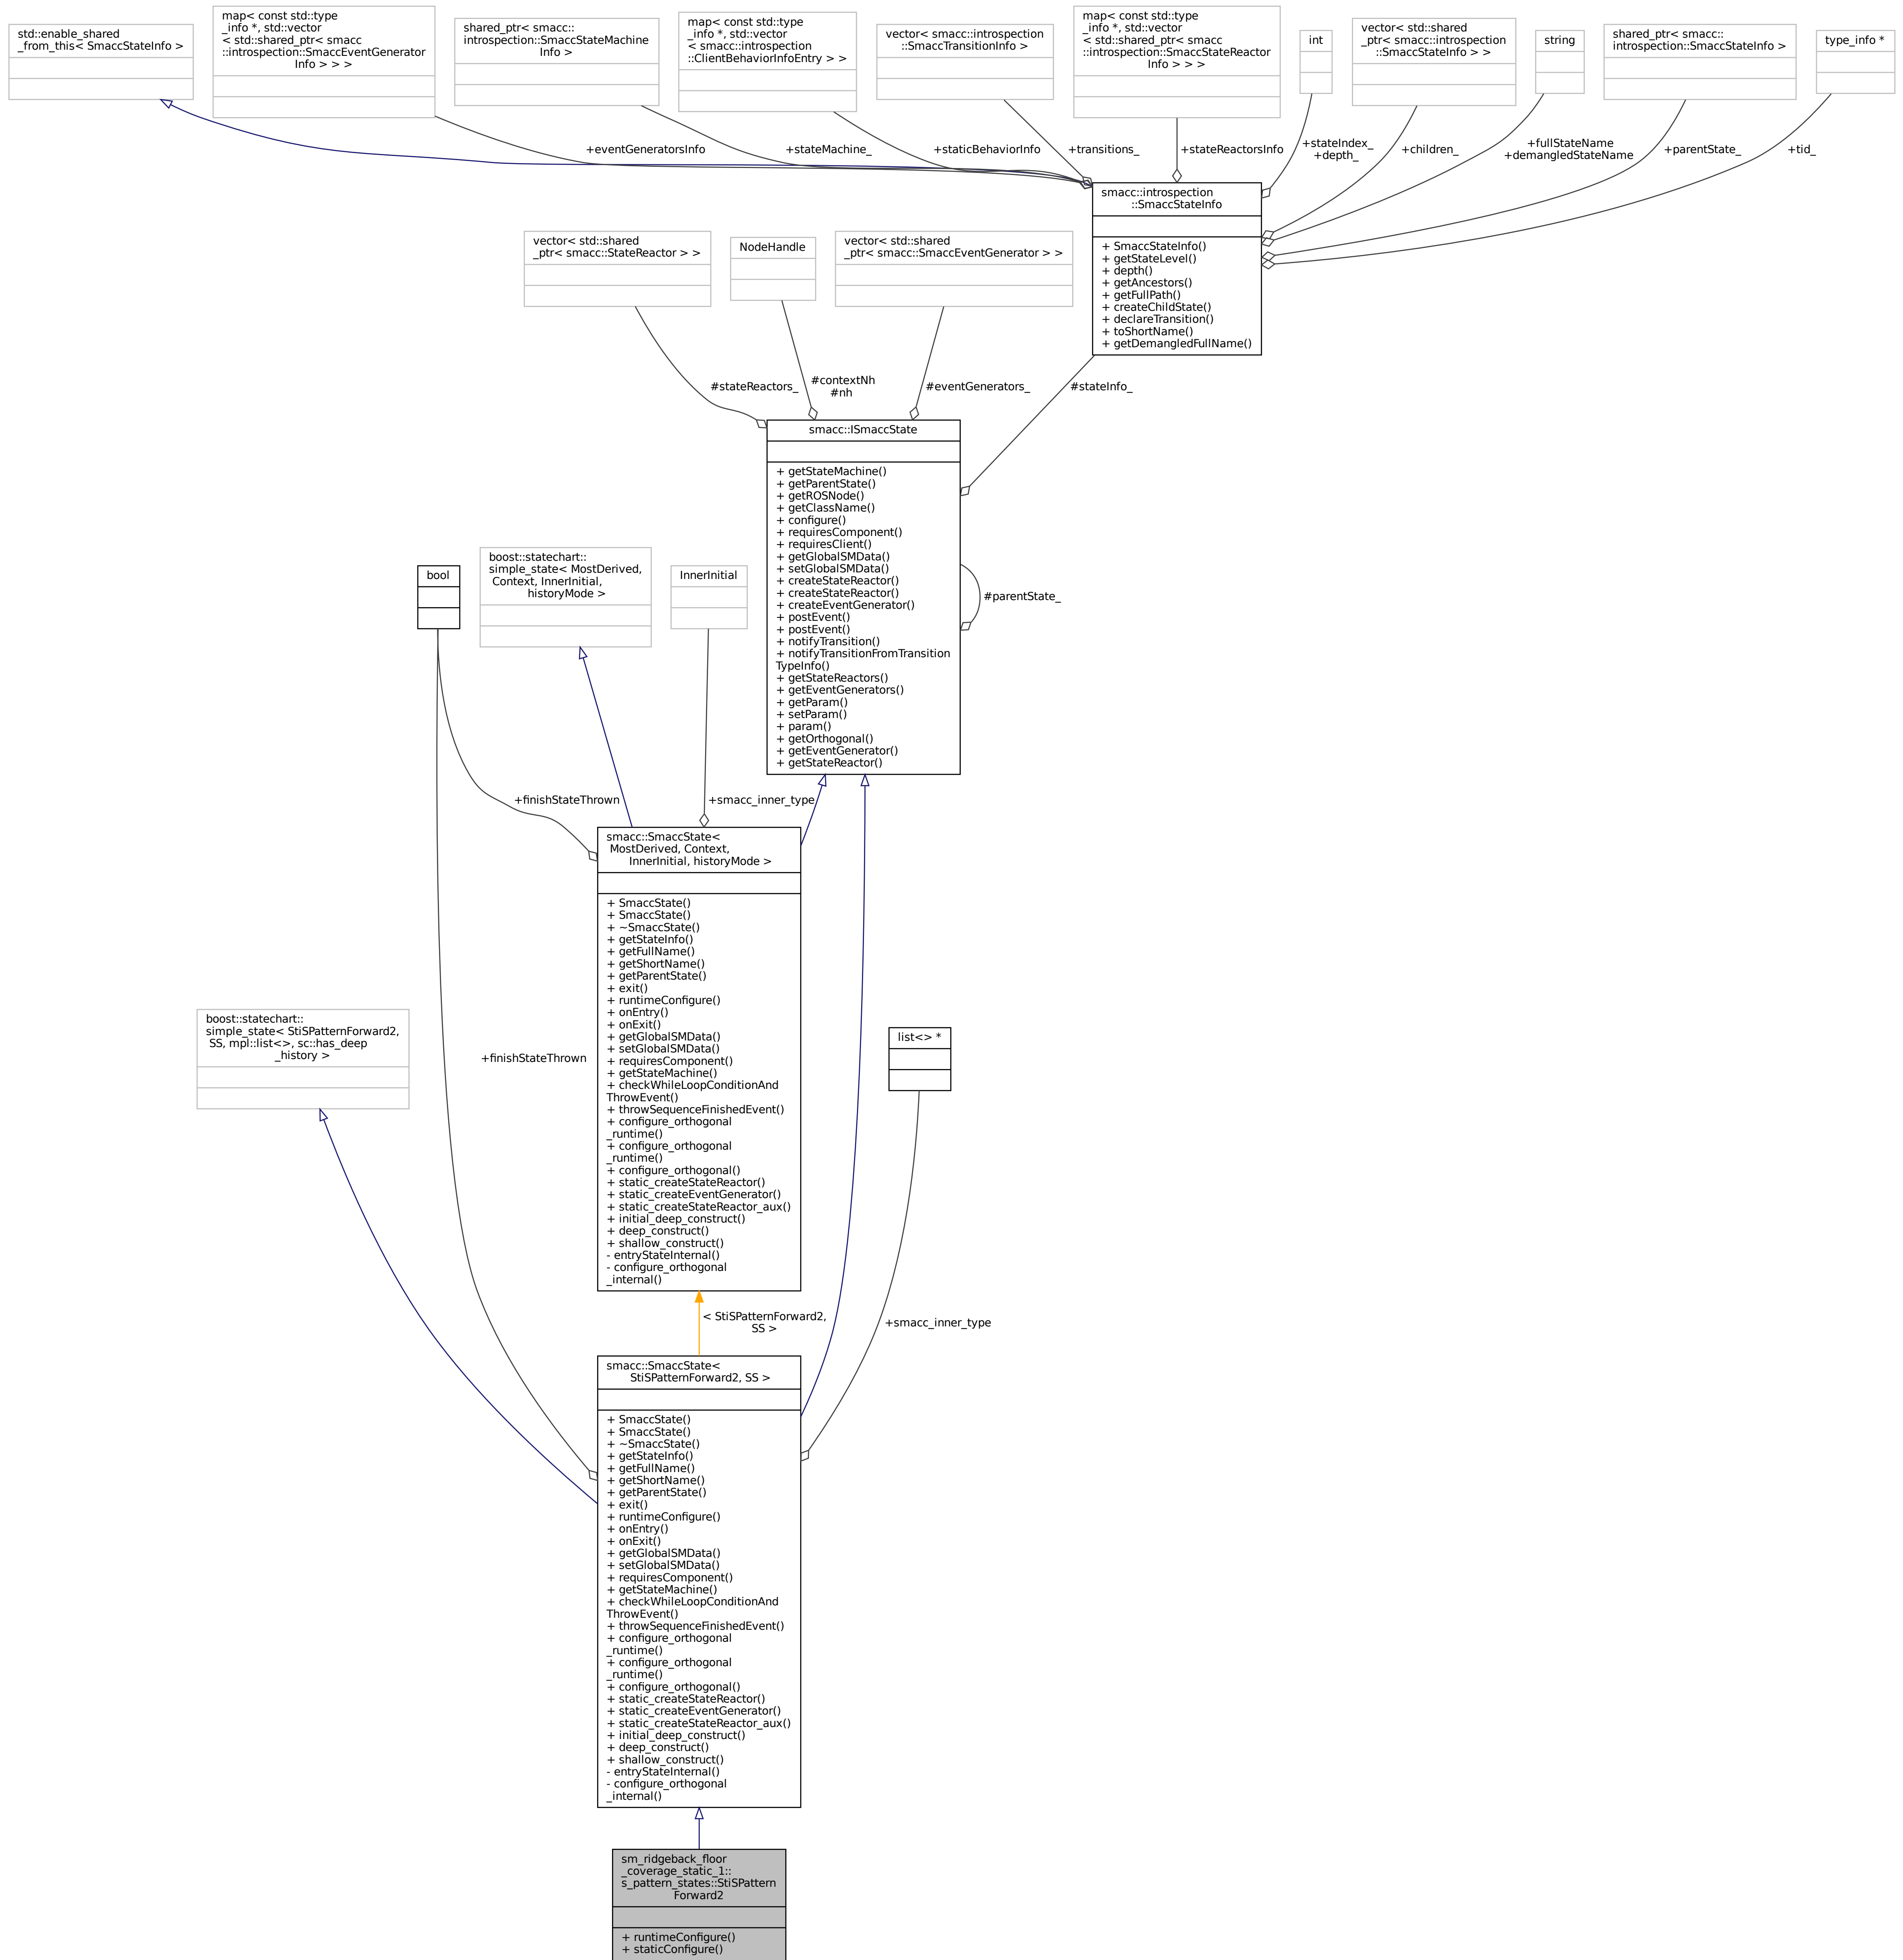 std::enable_shared
_from_this< SmaccStateInfo >
map< const std::type
_info *, std::vector
< std::shared_ptr< smacc
::introspection::SmaccEventGenerator
Info > > >
shared_ptr< smacc::
introspection::SmaccStateMachine
Info >
map< const std::type
_info *, std::vector
< smacc::introspection
::ClientBehaviorInfoEntry > >
vector< smacc::introspection
::SmaccTransitionInfo >
map< const std::type
_info *, std::vector
< std::shared_ptr< smacc
::introspection::SmaccStateReactor
Info > > >
int
vector< std::shared
_ptr< smacc::introspection
::SmaccStateInfo > >
string
shared_ptr< smacc::
introspection::SmaccStateInfo >
type_info *
+eventGeneratorsInfo
+stateMachine_
+staticBehaviorInfo
+transitions_
+stateReactorsInfo
+stateIndex_
+depth_
+children_
+fullStateName
+demangledStateName
+parentState_
+tid_
smacc::introspection
::SmaccStateInfo
+ SmaccStateInfo()
+ getStateLevel()
+ depth()
+ getAncestors()
+ getFullPath()
+ createChildState()
+ declareTransition()
+ toShortName()
+ getDemangledFullName()
vector< std::shared
_ptr< smacc::StateReactor > >
NodeHandle
vector< std::shared
_ptr< smacc::SmaccEventGenerator > >
#stateReactors_
#contextNh
#nh
#eventGenerators_
#stateInfo_
smacc::ISmaccState
+ getStateMachine()
+ getParentState()
+ getROSNode()
+ getClassName()
+ configure()
+ requiresComponent()
+ requiresClient()
+ getGlobalSMData()
+ setGlobalSMData()
+ createStateReactor()
+ createStateReactor()
+ createEventGenerator()
+ postEvent()
+ postEvent()
+ notifyTransition()
+ notifyTransitionFromTransition
TypeInfo()
+ getStateReactors()
+ getEventGenerators()
+ getParam()
+ setParam()
+ param()
+ getOrthogonal()
+ getEventGenerator()
+ getStateReactor()
#parentState_
bool
boost::statechart::
simple_state< MostDerived,
Context, InnerInitial,
historyMode >
InnerInitial
+finishStateThrown
+smacc_inner_type
smacc::SmaccState<
MostDerived, Context,
InnerInitial, historyMode >
+ SmaccState()
+ SmaccState()
+ ~SmaccState()
+ getStateInfo()
+ getFullName()
+ getShortName()
+ getParentState()
+ exit()
+ runtimeConfigure()
+ onEntry()
+ onExit()
+ getGlobalSMData()
+ setGlobalSMData()
+ requiresComponent()
+ getStateMachine()
+ checkWhileLoopConditionAnd
ThrowEvent()
+ throwSequenceFinishedEvent()
+ configure_orthogonal
_runtime()
+ configure_orthogonal
_runtime()
+ configure_orthogonal()
+ static_createStateReactor()
+ static_createEventGenerator()
+ static_createStateReactor_aux()
+ initial_deep_construct()
+ deep_construct()
+ shallow_construct()
- entryStateInternal()
- configure_orthogonal
_internal()
boost::statechart::
simple_state< StiSPatternForward2,
SS, mpl::list<>, sc::has_deep
_history >
+finishStateThrown
list<> *
< StiSPatternForward2,
SS >
+smacc_inner_type
smacc::SmaccState<
StiSPatternForward2, SS >
+ SmaccState()
+ SmaccState()
+ ~SmaccState()
+ getStateInfo()
+ getFullName()
+ getShortName()
+ getParentState()
+ exit()
+ runtimeConfigure()
+ onEntry()
+ onExit()
+ getGlobalSMData()
+ setGlobalSMData()
+ requiresComponent()
+ getStateMachine()
+ checkWhileLoopConditionAnd
ThrowEvent()
+ throwSequenceFinishedEvent()
+ configure_orthogonal
_runtime()
+ configure_orthogonal
_runtime()
+ configure_orthogonal()
+ static_createStateReactor()
+ static_createEventGenerator()
+ static_createStateReactor_aux()
+ initial_deep_construct()
+ deep_construct()
+ shallow_construct()
- entryStateInternal()
- configure_orthogonal
_internal()
sm_ridgeback_floor
_coverage_static_1::
s_pattern_states::StiSPattern
Forward2
+ runtimeConfigure()
+ staticConfigure()